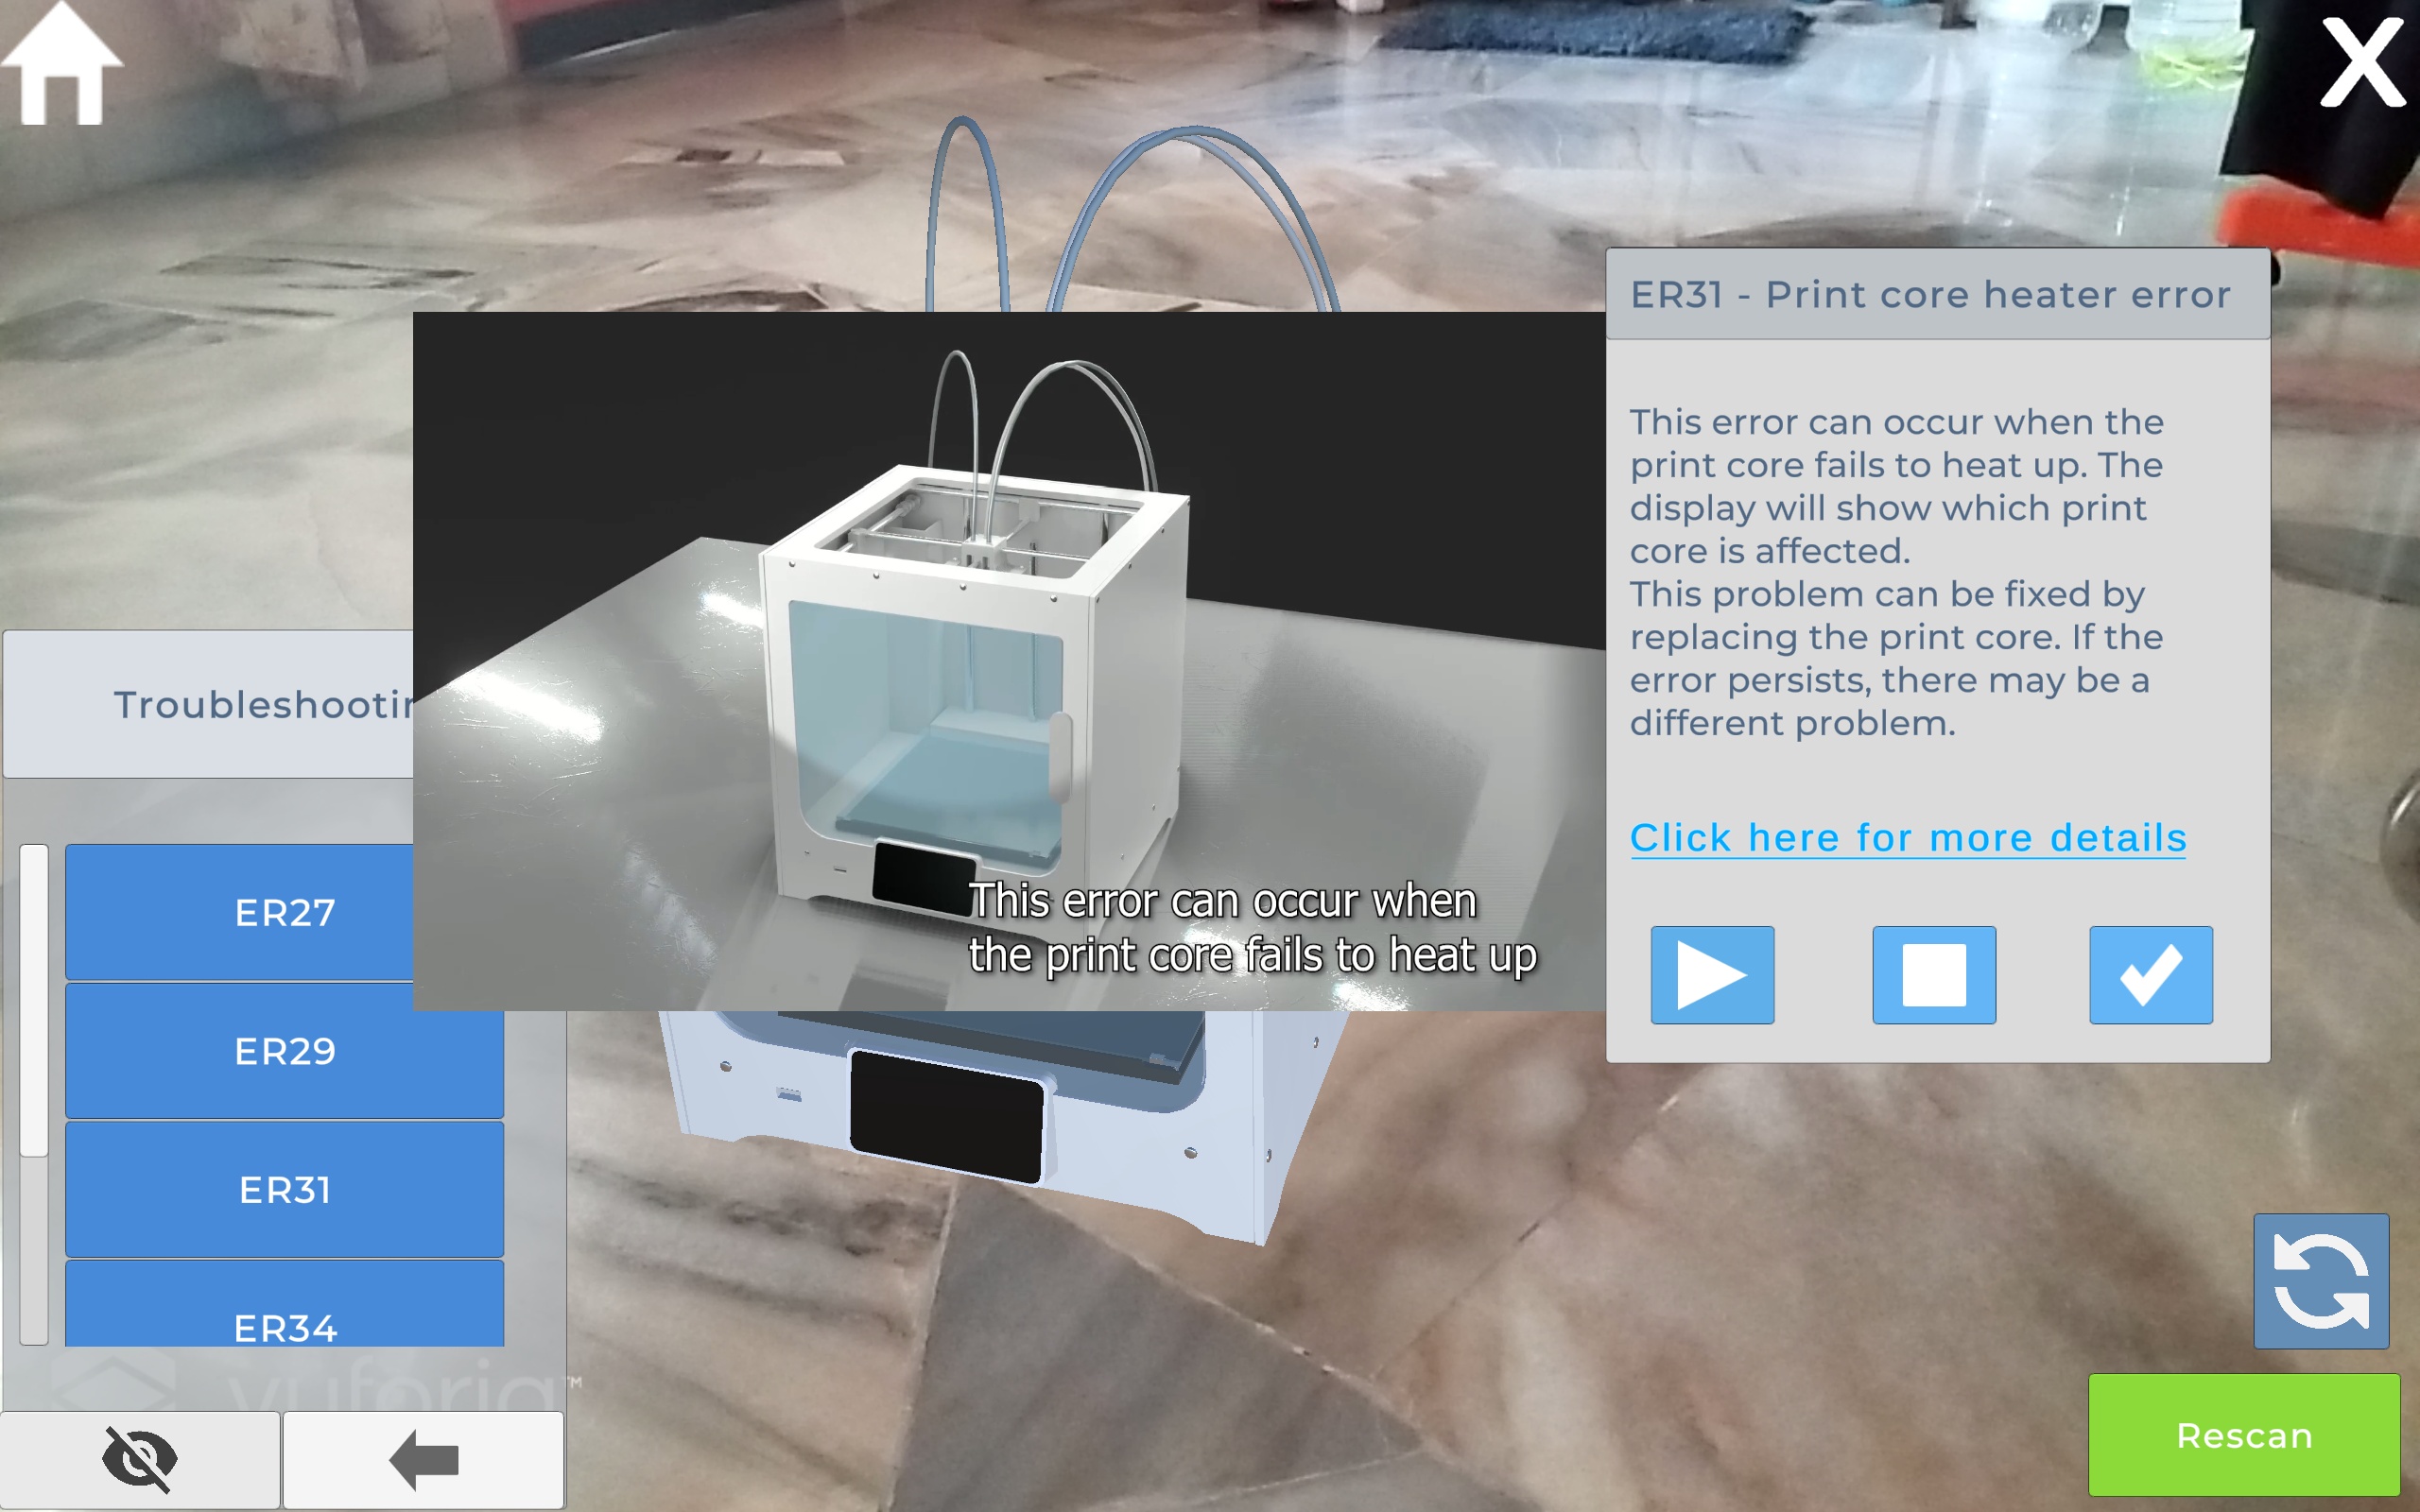 X
ER31 - Print core heater error
This error can occur when the
print core fails to heat up. The
display will show which print
core is affected.
This problem can be fixed by
replacing the print core. If the
error persists, there may be a
different problem.
Click here for more details
This error can occur when
the print core fails to heat up
Troubleshootin
ER27
ER29
ER31
ER34
vuforia™
Rescan